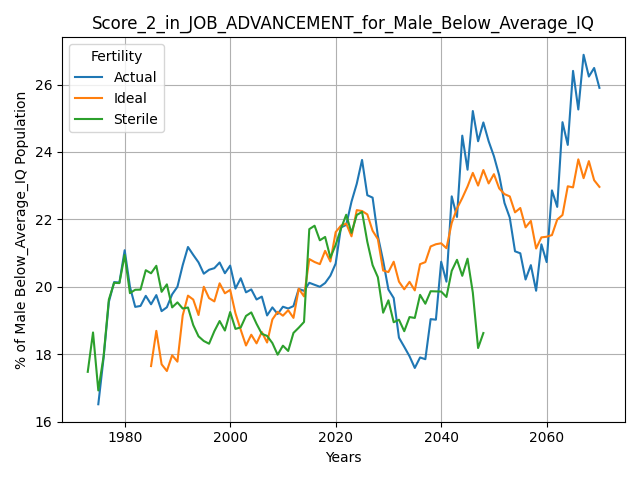 Score_2_in_JOB_ADVANCEMENT_for_Male_Below_Average_IQ
% of Male Below_Average_IQ Population
Fertility
Actual
Ideal
Sterile
26
24
22
20
18
16
1980
2000
2020
2040
2060
Years